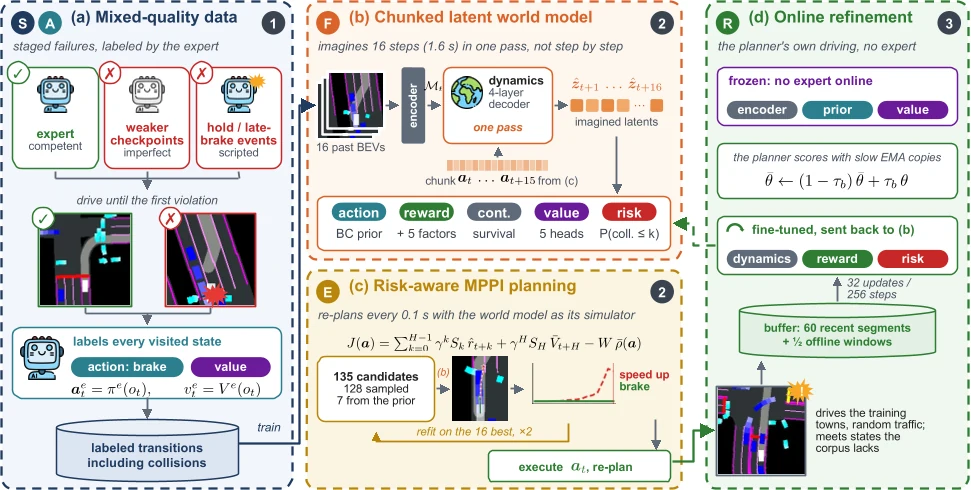 S A (a) Mixed-quality data 1
staged failures, labeled by the expert
expert
competent
weaker
checkpoints
imperfect
hold / late-
brake events
scripted
drive until the first violation
labels every visited state
action: brake value
a_t^e = π^e(o_t), v_t^e = V^e(o_t)
labeled transitions
including collisions
train
F (b) Chunked latent world model 2
imagines 16 steps (1.6 s) in one pass, not step by step
16 past BEVs
encoder
dynamics
4-layer
decoder
one pass
ẑ_{t+1} … ẑ_{t+16}
imagined latents
chunk a_t … a_{t+15} from (c)
action reward cont. value risk
BC prior + 5 factors survival 5 heads P(coll. ≤ k)
E (c) Risk-aware MPPI planning 2
re-plans every 0.1 s with the world model as its simulator
J(a) = ∑_{k=0}^{H−1} γ^k S_k r̂_{t+k} + γ^H S_H V̄_{t+H} − W ρ̄(a)
135 candidates
128 sampled
7 from the prior
(b)
speed up
brake
refit on the 16 best, ×2
execute a_t, re-plan
R (d) Online refinement 3
the planner's own driving, no expert
frozen: no expert online
encoder prior value
the planner scores with slow EMA copies
θ̄ ← (1 − τ_b) θ̄ + τ_b θ
fine-tuned, sent back to (b)
dynamics reward risk
32 updates /
256 steps
buffer: 60 recent segments
+ ½ offline windows
drives the training
towns, random traffic;
meets states the
corpus lacks